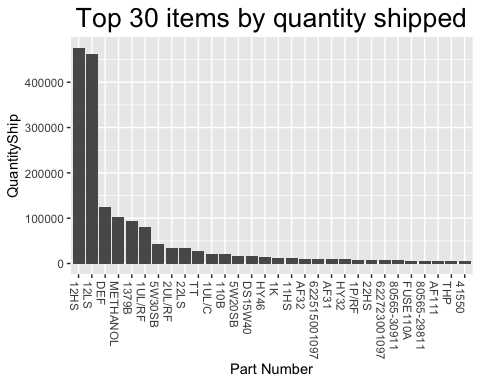 Top 30 items by quantity shipped
QuantityShip
400000
300000
200000
100000
0
12HS
12LS
DEF
METHANOL
1379B
1UL/RF
5W30SB
2UL/RF
22LS
TT
1UL/C
110B
5W20SB
DS15W40
HY46
1K
11HS
AF32
622515001097
AF31
HY32
1P/RF
22HS
622723001097
80565-30911
FUSE110A
80565-29811
AF111
THP
41550
Part Number